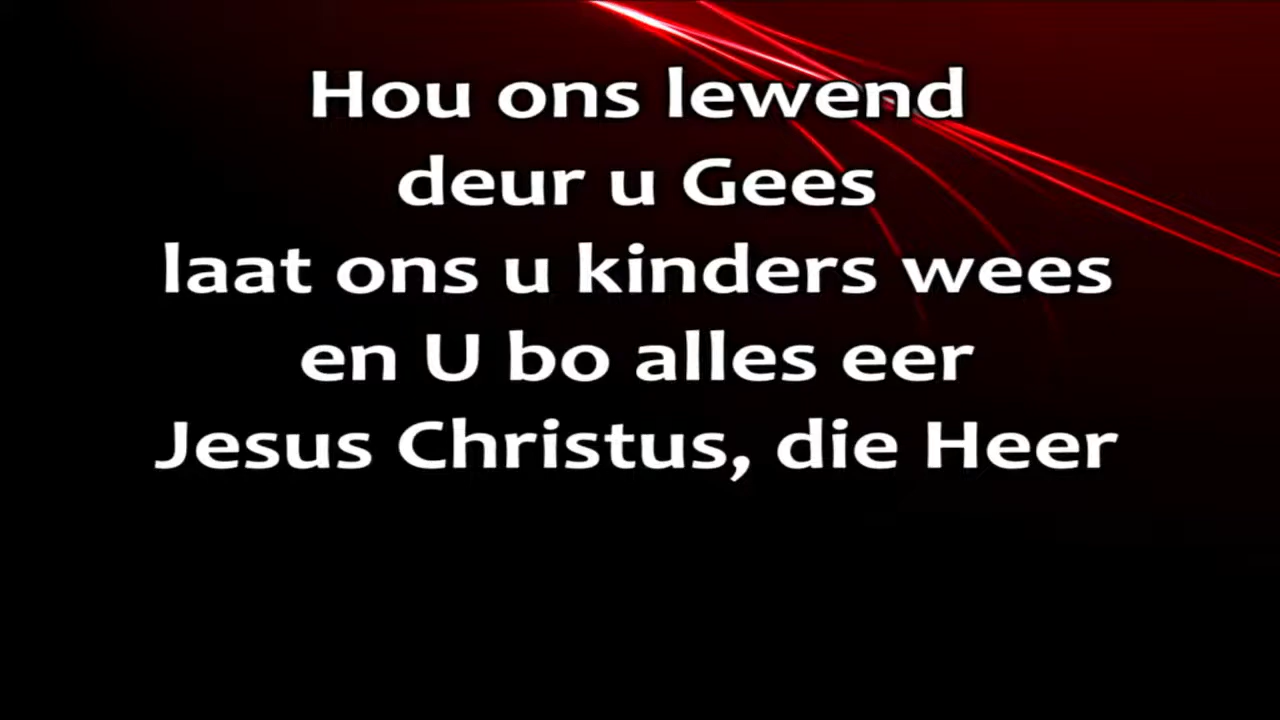 Hou ons lewend
deur u Gees
laat ons u kinders wees
en U bo alles eer
Jesus Christus, die Heer